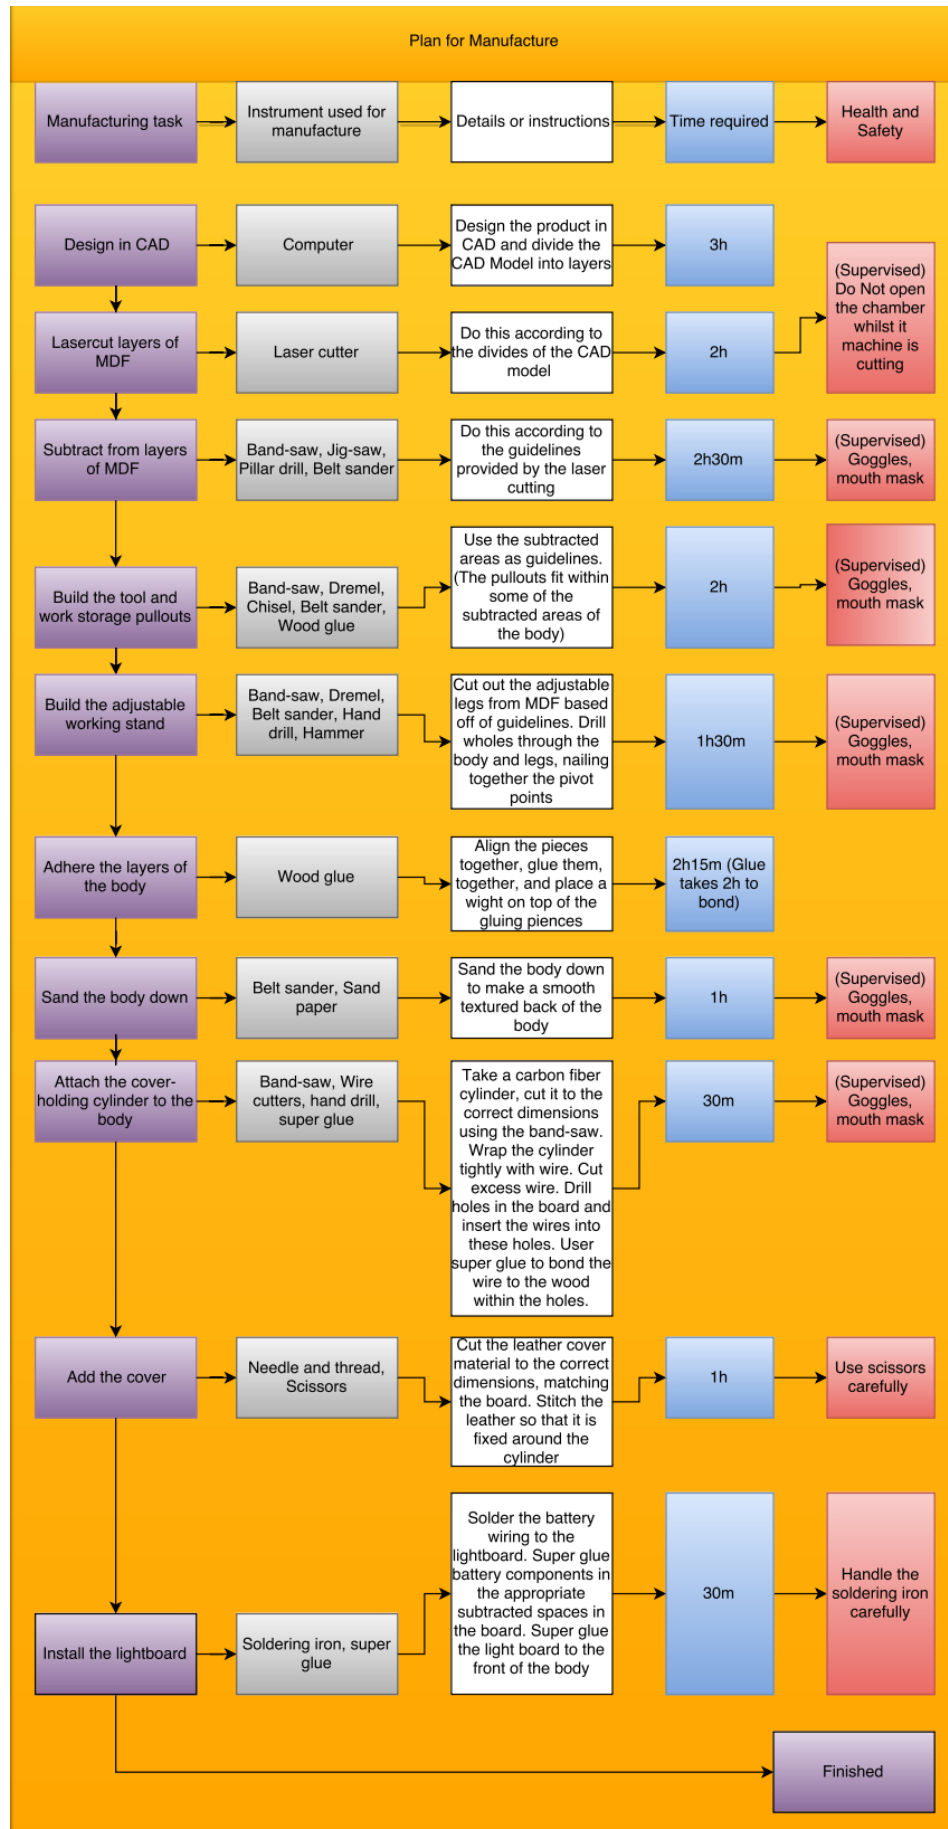 Plan for Manufacture
Manufacturing task
Instrument used for
manufacture
Details or instructions
Time required
Health and
Safety
Design in CAD
Computer
Design the product in
CAD and divide the
CAD Model into layers
3h
Lasercut layers of
MDF
Laser cutter
Do this according to
the divides of the CAD
model
2h
(Supervised)
Do Not open
the chamber
whilst it
machine is
cutting
Subtract from layers
of MDF
Band-saw, Jig-saw,
Pillar drill, Belt sander
Do this according to
the guidelines
provided by the laser
cutting
2h30m
(Supervised)
Goggles,
mouth mask
Build the tool and
work storage pullouts
Band-saw, Dremel,
Chisel, Belt sander,
Wood glue
Use the subtracted
areas as guidelines.
(The pullouts fit within
some of the
subtracted areas of
the body)
2h
(Supervised)
Goggles,
mouth mask
Build the adjustable
working stand
Band-saw, Dremel,
Belt sander, Hand
drill, Hammer
Cut out the adjustable
legs from MDF based
off of guidelines. Drill
wholes through the
body and legs, nailing
together the pivot
points
1h30m
(Supervised)
Goggles,
mouth mask
Adhere the layers of
the body
Wood glue
Align the pieces
together, glue them,
together, and place a
wight on top of the
gluing piences
2h15m (Glue
takes 2h to
bond)
Sand the body down
Belt sander, Sand
paper
Sand the body down
to make a smooth
textured back of the
body
1h
(Supervised)
Goggles,
mouth mask
Attach the cover-
holding cylinder to the
body
Band-saw, Wire
cutters, hand drill,
super glue
Take a carbon fiber
cylinder, cut it to the
correct dimensions
using the band-saw.
Wrap the cylinder
tightly with wire. Cut
excess wire. Drill
holes in the board and
insert the wires into
these holes. User
super glue to bond the
wire to the wood
within the holes.
30m
(Supervised)
Goggles,
mouth mask
Add the cover
Needle and thread,
Scissors
Cut the leather cover
material to the correct
dimensions, matching
the board. Stitch the
leather so that it is
fixed around the
cylinder
1h
Use scissors
carefully
Install the lightboard
Soldering iron, super
glue
Solder the battery
wiring to the
lightboard. Super glue
battery components in
the appropriate
subtracted spaces in
the board. Super glue
the light board to the
front of the body
30m
Handle the
soldering iron
carefully
Finished